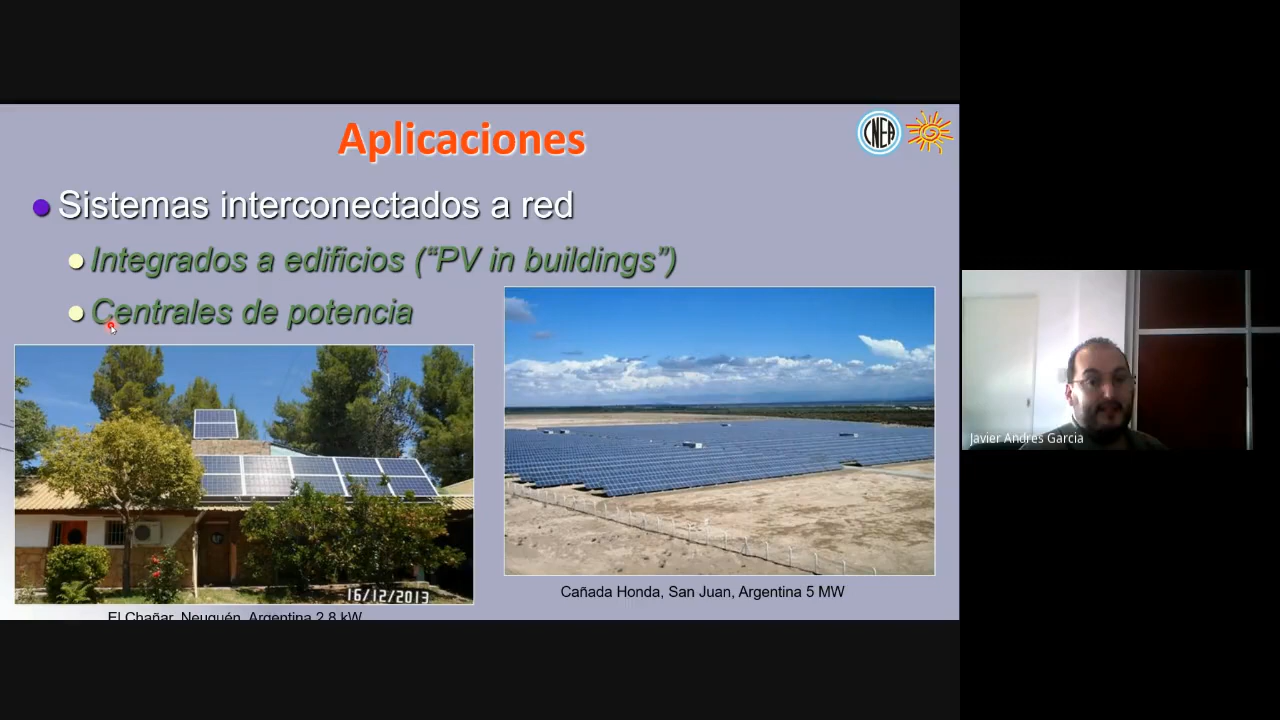 Aplicaciones
CNEA
Sistemas interconectados a red
Integrados a edificios (“PV in buildings”)
Centrales de potencia
16/12/2013
Cañada Honda, San Juan, Argentina 5 MW
El Chañar, Neuquén, Argentina 2,8 kW
Javier Andres Garcia